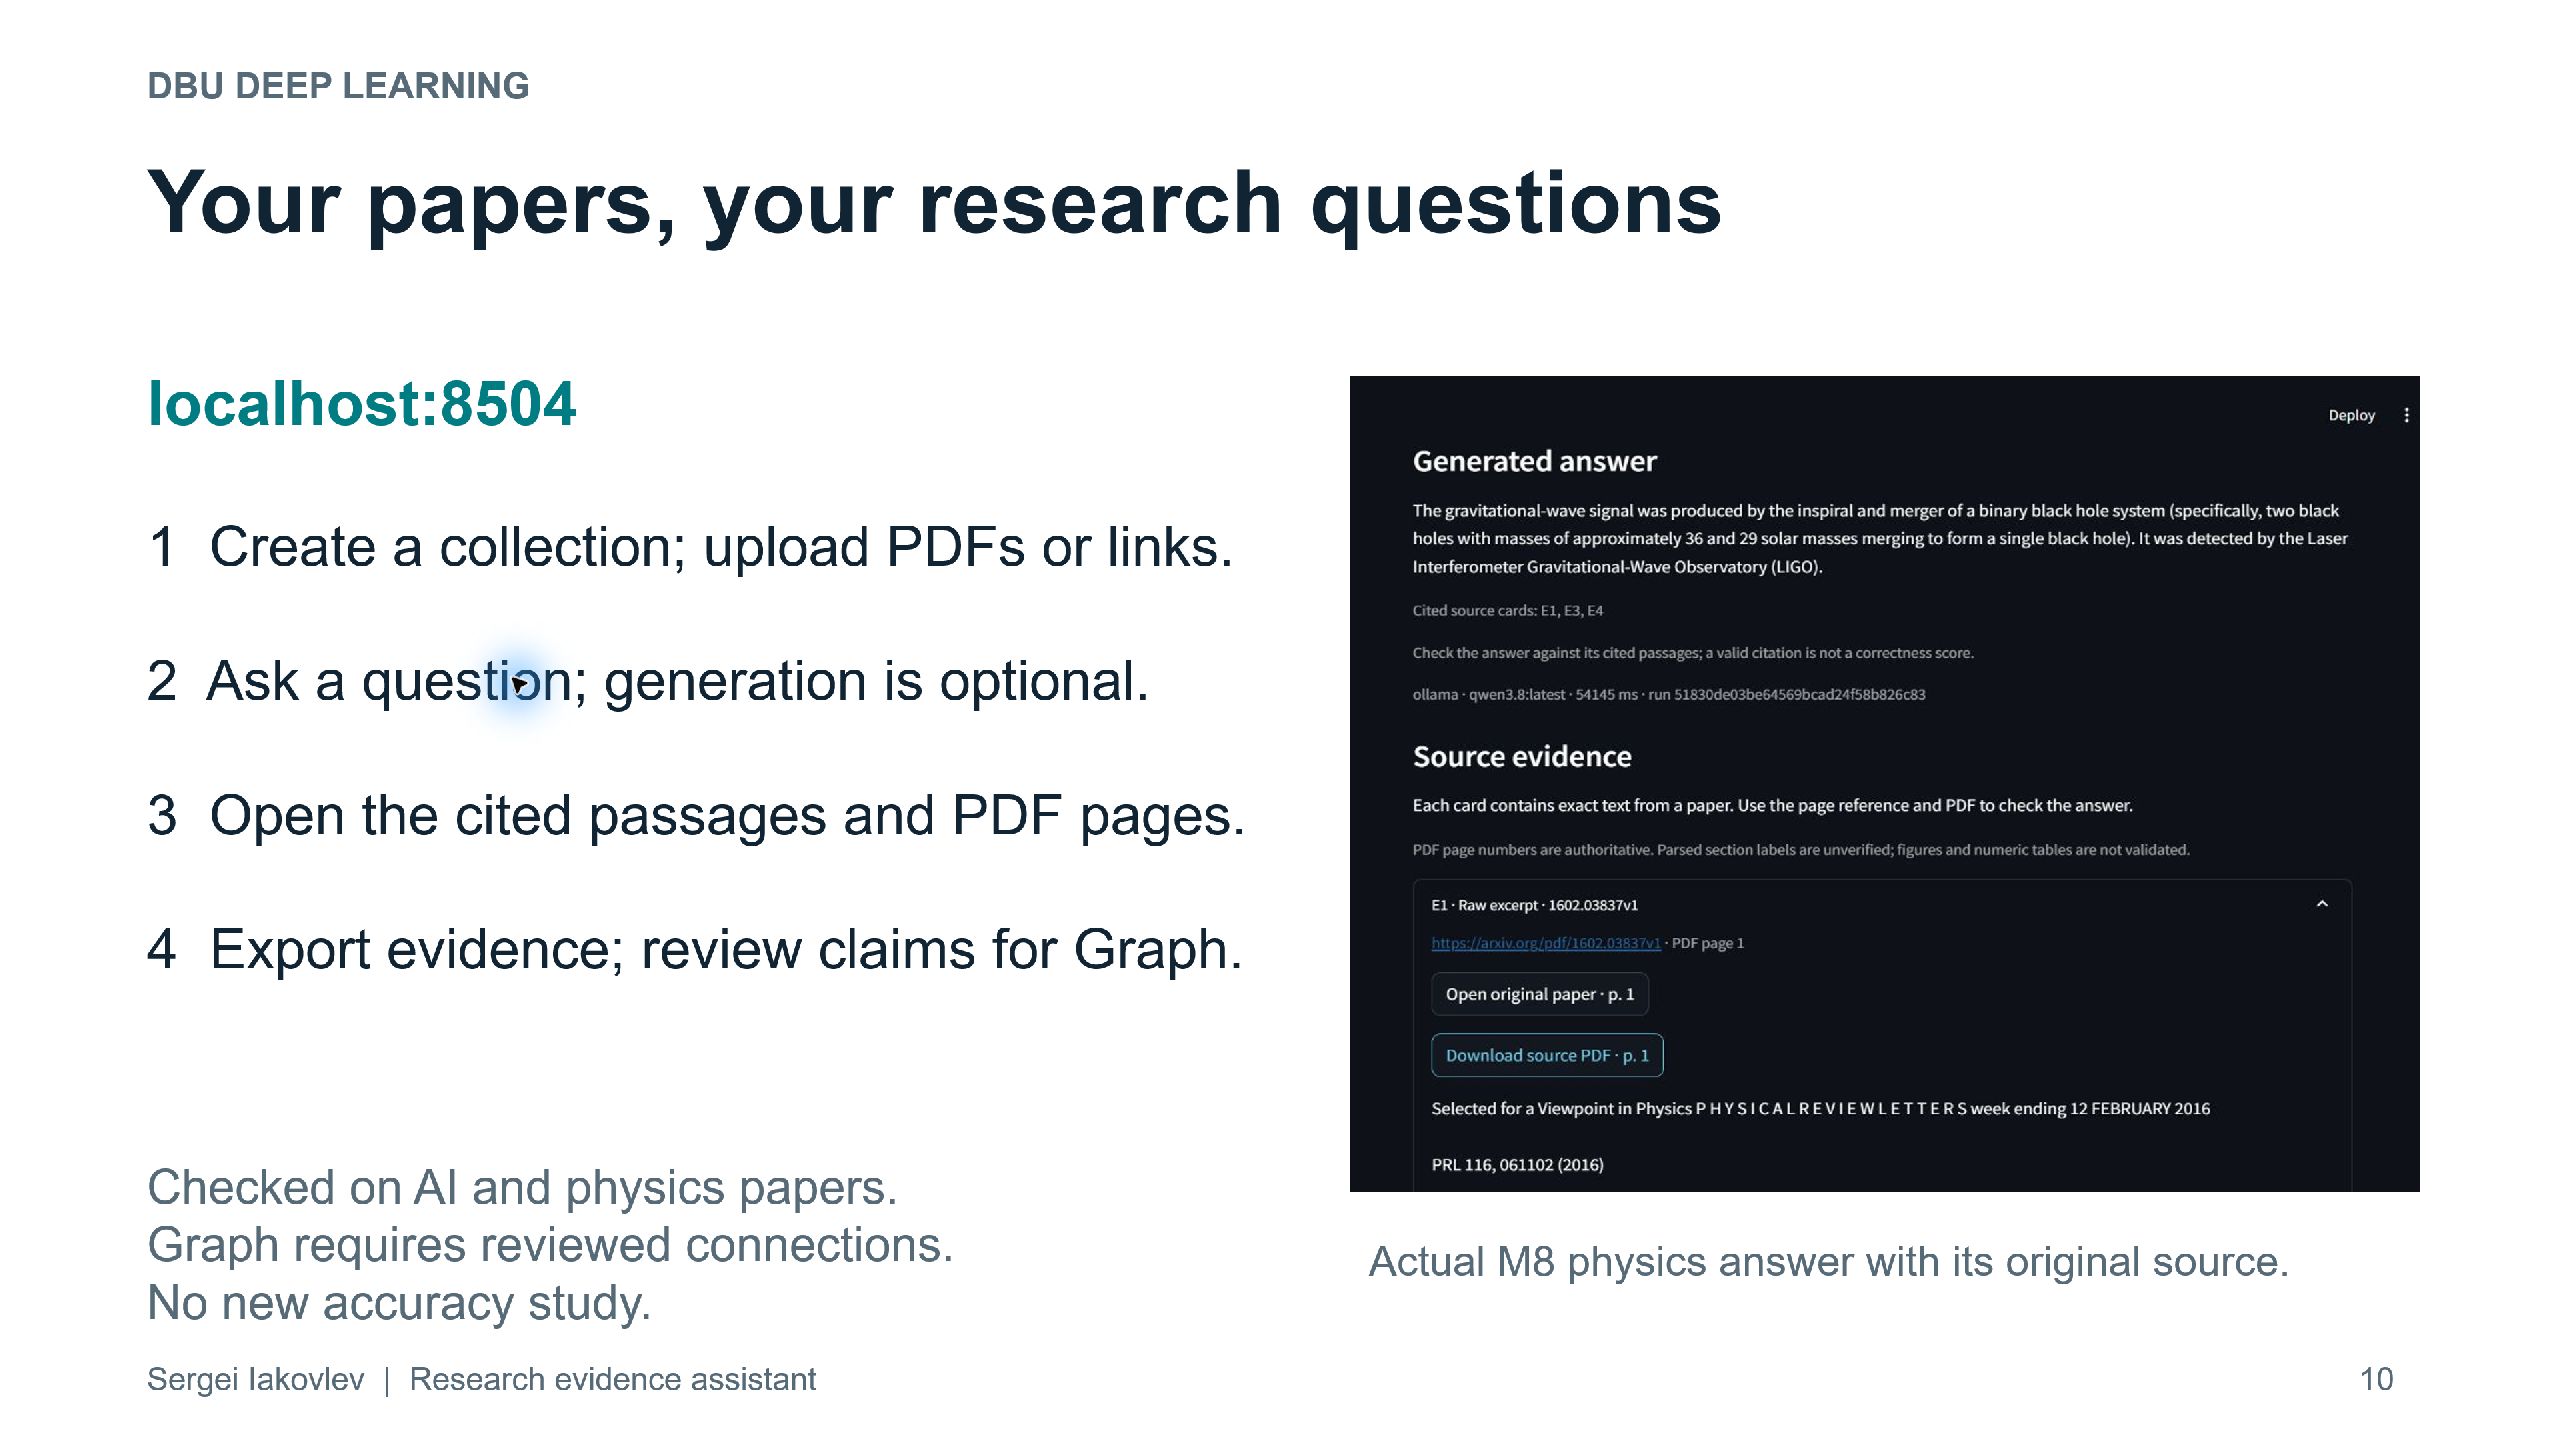 DBU DEEP LEARNING
Your papers, your research questions
localhost:8504
1 Create a collection; upload PDFs or links.
2 Ask a question; generation is optional.
3 Open the cited passages and PDF pages.
4 Export evidence; review claims for Graph.
Checked on AI and physics papers.
Graph requires reviewed connections.
No new accuracy study.
Deploy
Generated answer
The gravitational-wave signal was produced by the inspiral and merger of a binary black hole system (specifically, two black
holes with masses of approximately 36 and 29 solar masses merging to form a single black hole). It was detected by the Laser
Interferometer Gravitational-Wave Observatory (LIGO).
Cited source cards: E1, E3, E4
Check the answer against its cited passages; a valid citation is not a correctness score.
ollama · qwen3.8:latest · 54145 ms · run 51830de03be64569bcad24f58b826c83
Source evidence
Each card contains exact text from a paper. Use the page reference and PDF to check the answer.
PDF page numbers are authoritative. Parsed section labels are unverified; figures and numeric tables are not validated.
E1 · Raw excerpt · 1602.03837v1
https://arxiv.org/pdf/1602.03837v1 · PDF page 1
Open original paper · p. 1
Download source PDF · p. 1
Selected for a Viewpoint in Physics P H Y S I C A L R E V I E W L E T T E R S week ending 12 FEBRUARY 2016
PRL 116, 061102 (2016)
Actual M8 physics answer with its original source.
Sergei Iakovlev | Research evidence assistant
10